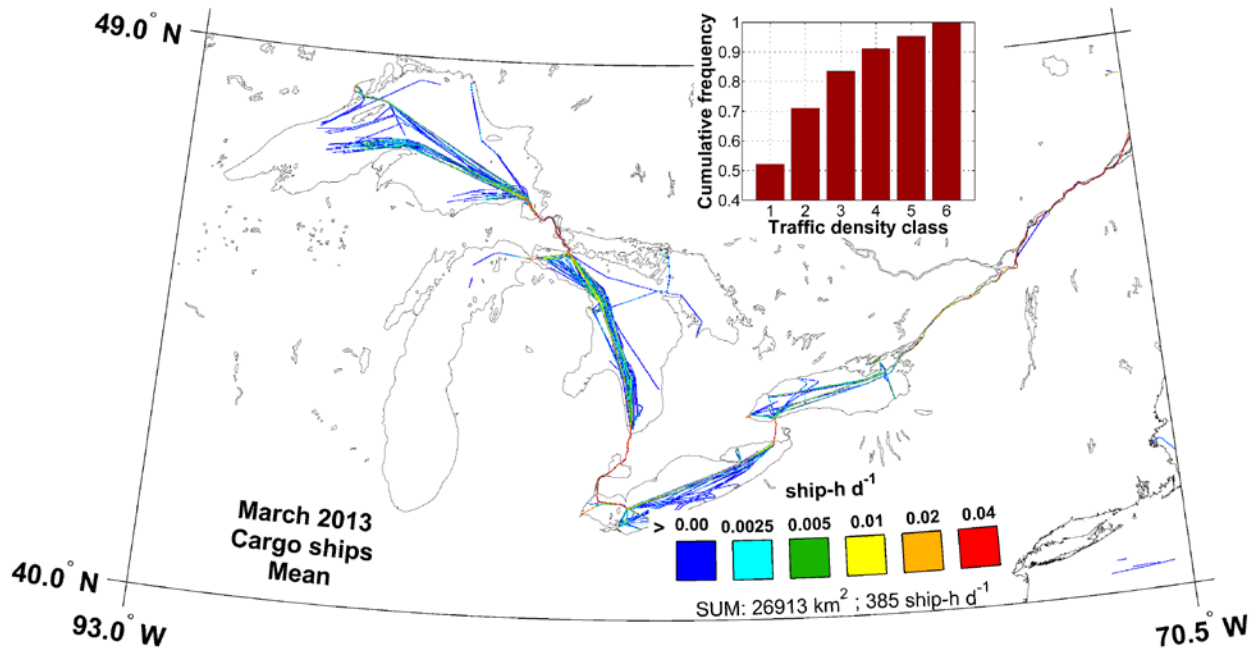 49.0° N
Cumulative frequency
1
0.9
0.8
0.7
0.6
0.5
0.4
1 2 3 4 5 6
Traffic density class
March 2013
Cargo ships
Mean
ship-h d⁻¹
> 0.00 0.0025 0.005 0.01 0.02 0.04
SUM: 26913 km² ; 385 ship-h d⁻¹
40.0° N
93.0° W
70.5° W